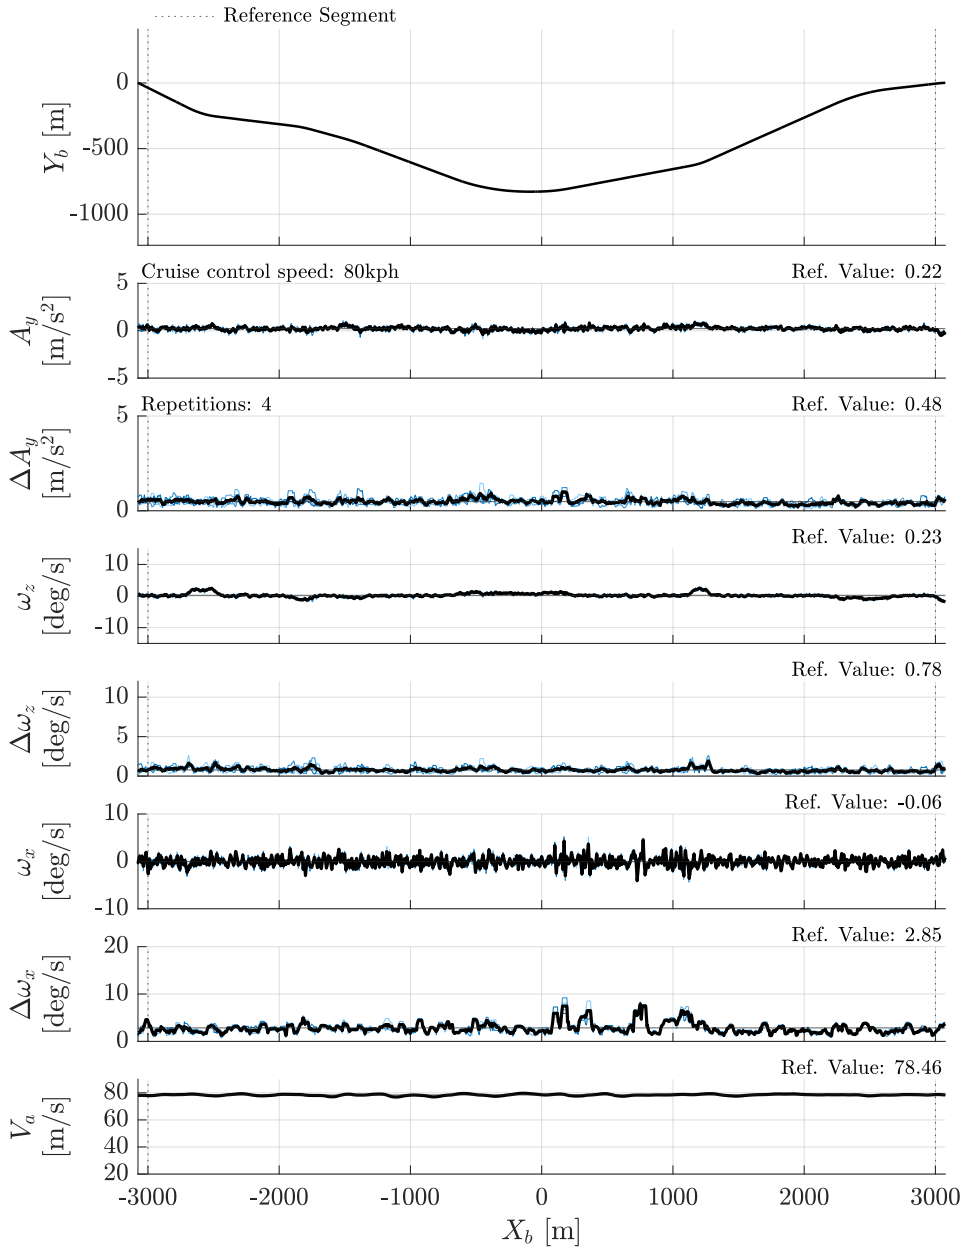 Reference Segment
0
-500
-1000
Y_b [m]
Cruise control speed: 80kph
Ref. Value: 0.22
5
0
-5
A_y
[m/s²]
Repetitions: 4
Ref. Value: 0.48
5
0
ΔA_y
[m/s²]
Ref. Value: 0.23
10
0
-10
ω_z
[deg/s]
Ref. Value: 0.78
10
5
0
Δω_z
[deg/s]
Ref. Value: -0.06
10
0
-10
ω_x
[deg/s]
Ref. Value: 2.85
20
10
0
Δω_x
[deg/s]
Ref. Value: 78.46
80
60
40
20
V_a
[m/s]
-3000 -2000 -1000 0 1000 2000 3000
X_b [m]